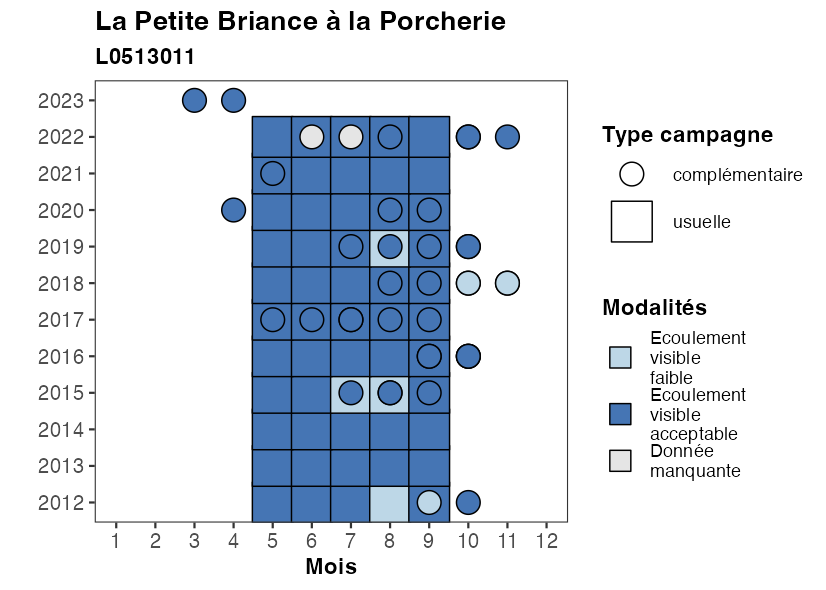 La Petite Briance à la Porcherie
L0513011
2023
2022
2021
2020
2019
2018
2017
2016
2015
2014
2013
2012
1 2 3 4 5 6 7 8 9 10 11 12
Mois
Type campagne
complémentaire
usuelle
Modalités
Ecoulement
visible
faible
Ecoulement
visible
acceptable
Donnée
manquante